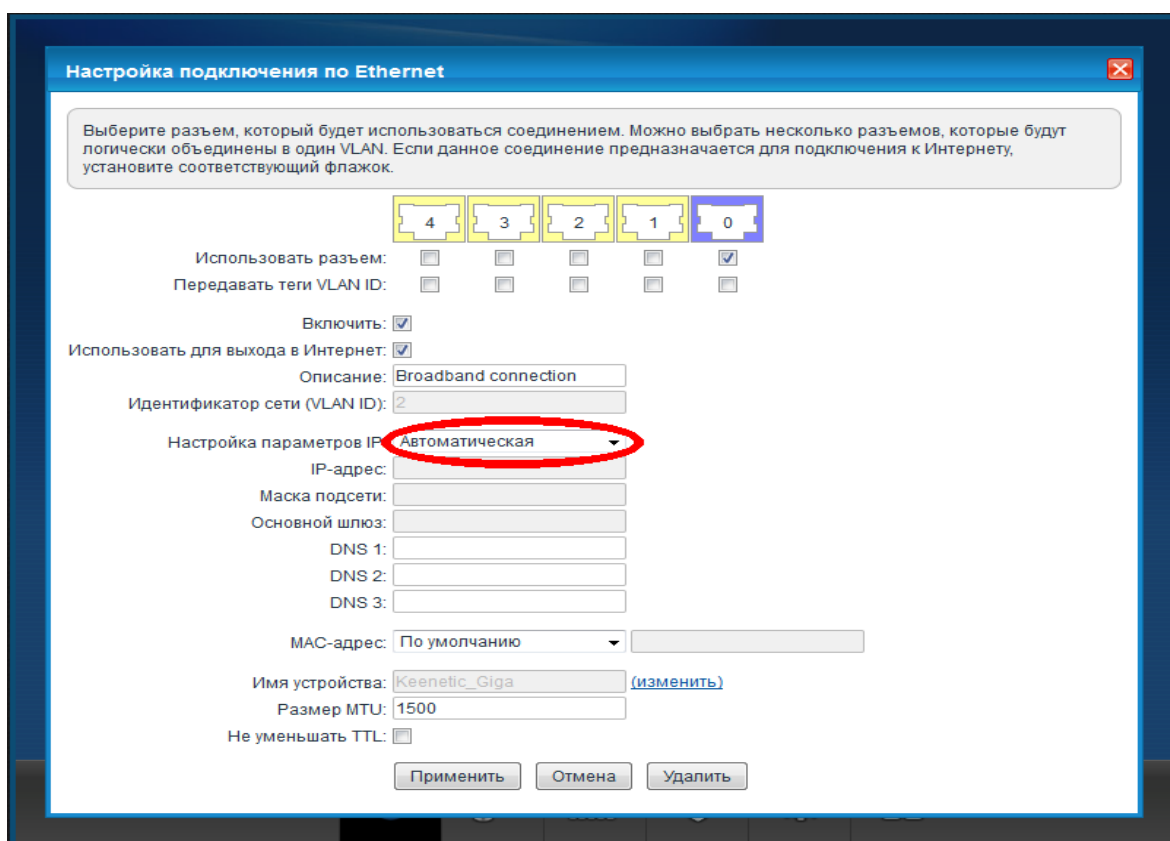 Настройка подключения по Ethernet
Выберите разъем, который будет использоваться соединением. Можно выбрать несколько разъемов, которые будут
логически объединены в один VLAN. Если данное соединение предназначается для подключения к Интернету,
установите соответствующий флажок.
4 3 2 1 0
Использовать разъем:
Передавать теги VLAN ID:
Включить:
Использовать для выхода в Интернет:
Описание: Broadband connection
Идентификатор сети (VLAN ID): 2
Настройка параметров IP Автоматическая
IP-адрес:
Маска подсети:
Основной шлюз:
DNS 1:
DNS 2:
DNS 3:
MAC-адрес: По умолчанию
Имя устройства: Keenetic_Giga (изменить)
Размер MTU: 1500
Не уменьшать TTL:
Применить Отмена Удалить